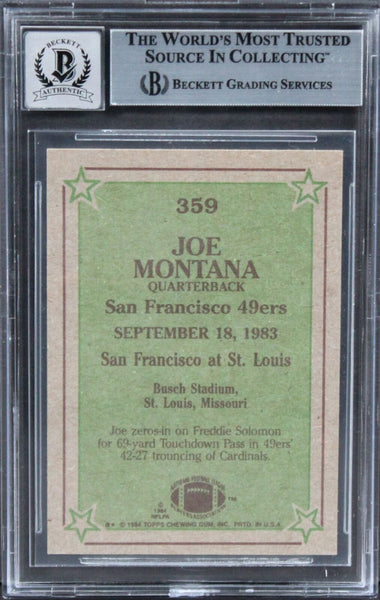 BECKETT
AUTHENTIC
THE WORLD'S MOST TRUSTED
SOURCE IN COLLECTING™
BECKETT GRADING SERVICES
359
JOE
MONTANA
QUARTERBACK
San Francisco 49ers
SEPTEMBER 18, 1983
San Francisco at St. Louis
Busch Stadium,
St. Louis, Missouri
Joe zeros-in on Freddie Solomon
for 69-yard Touchdown Pass in 49ers'
42-27 trouncing of Cardinals.
©
1984
NFLPA
TM
© 1984 TOPPS CHEWING GUM, INC. PRTD. IN U.S.A.